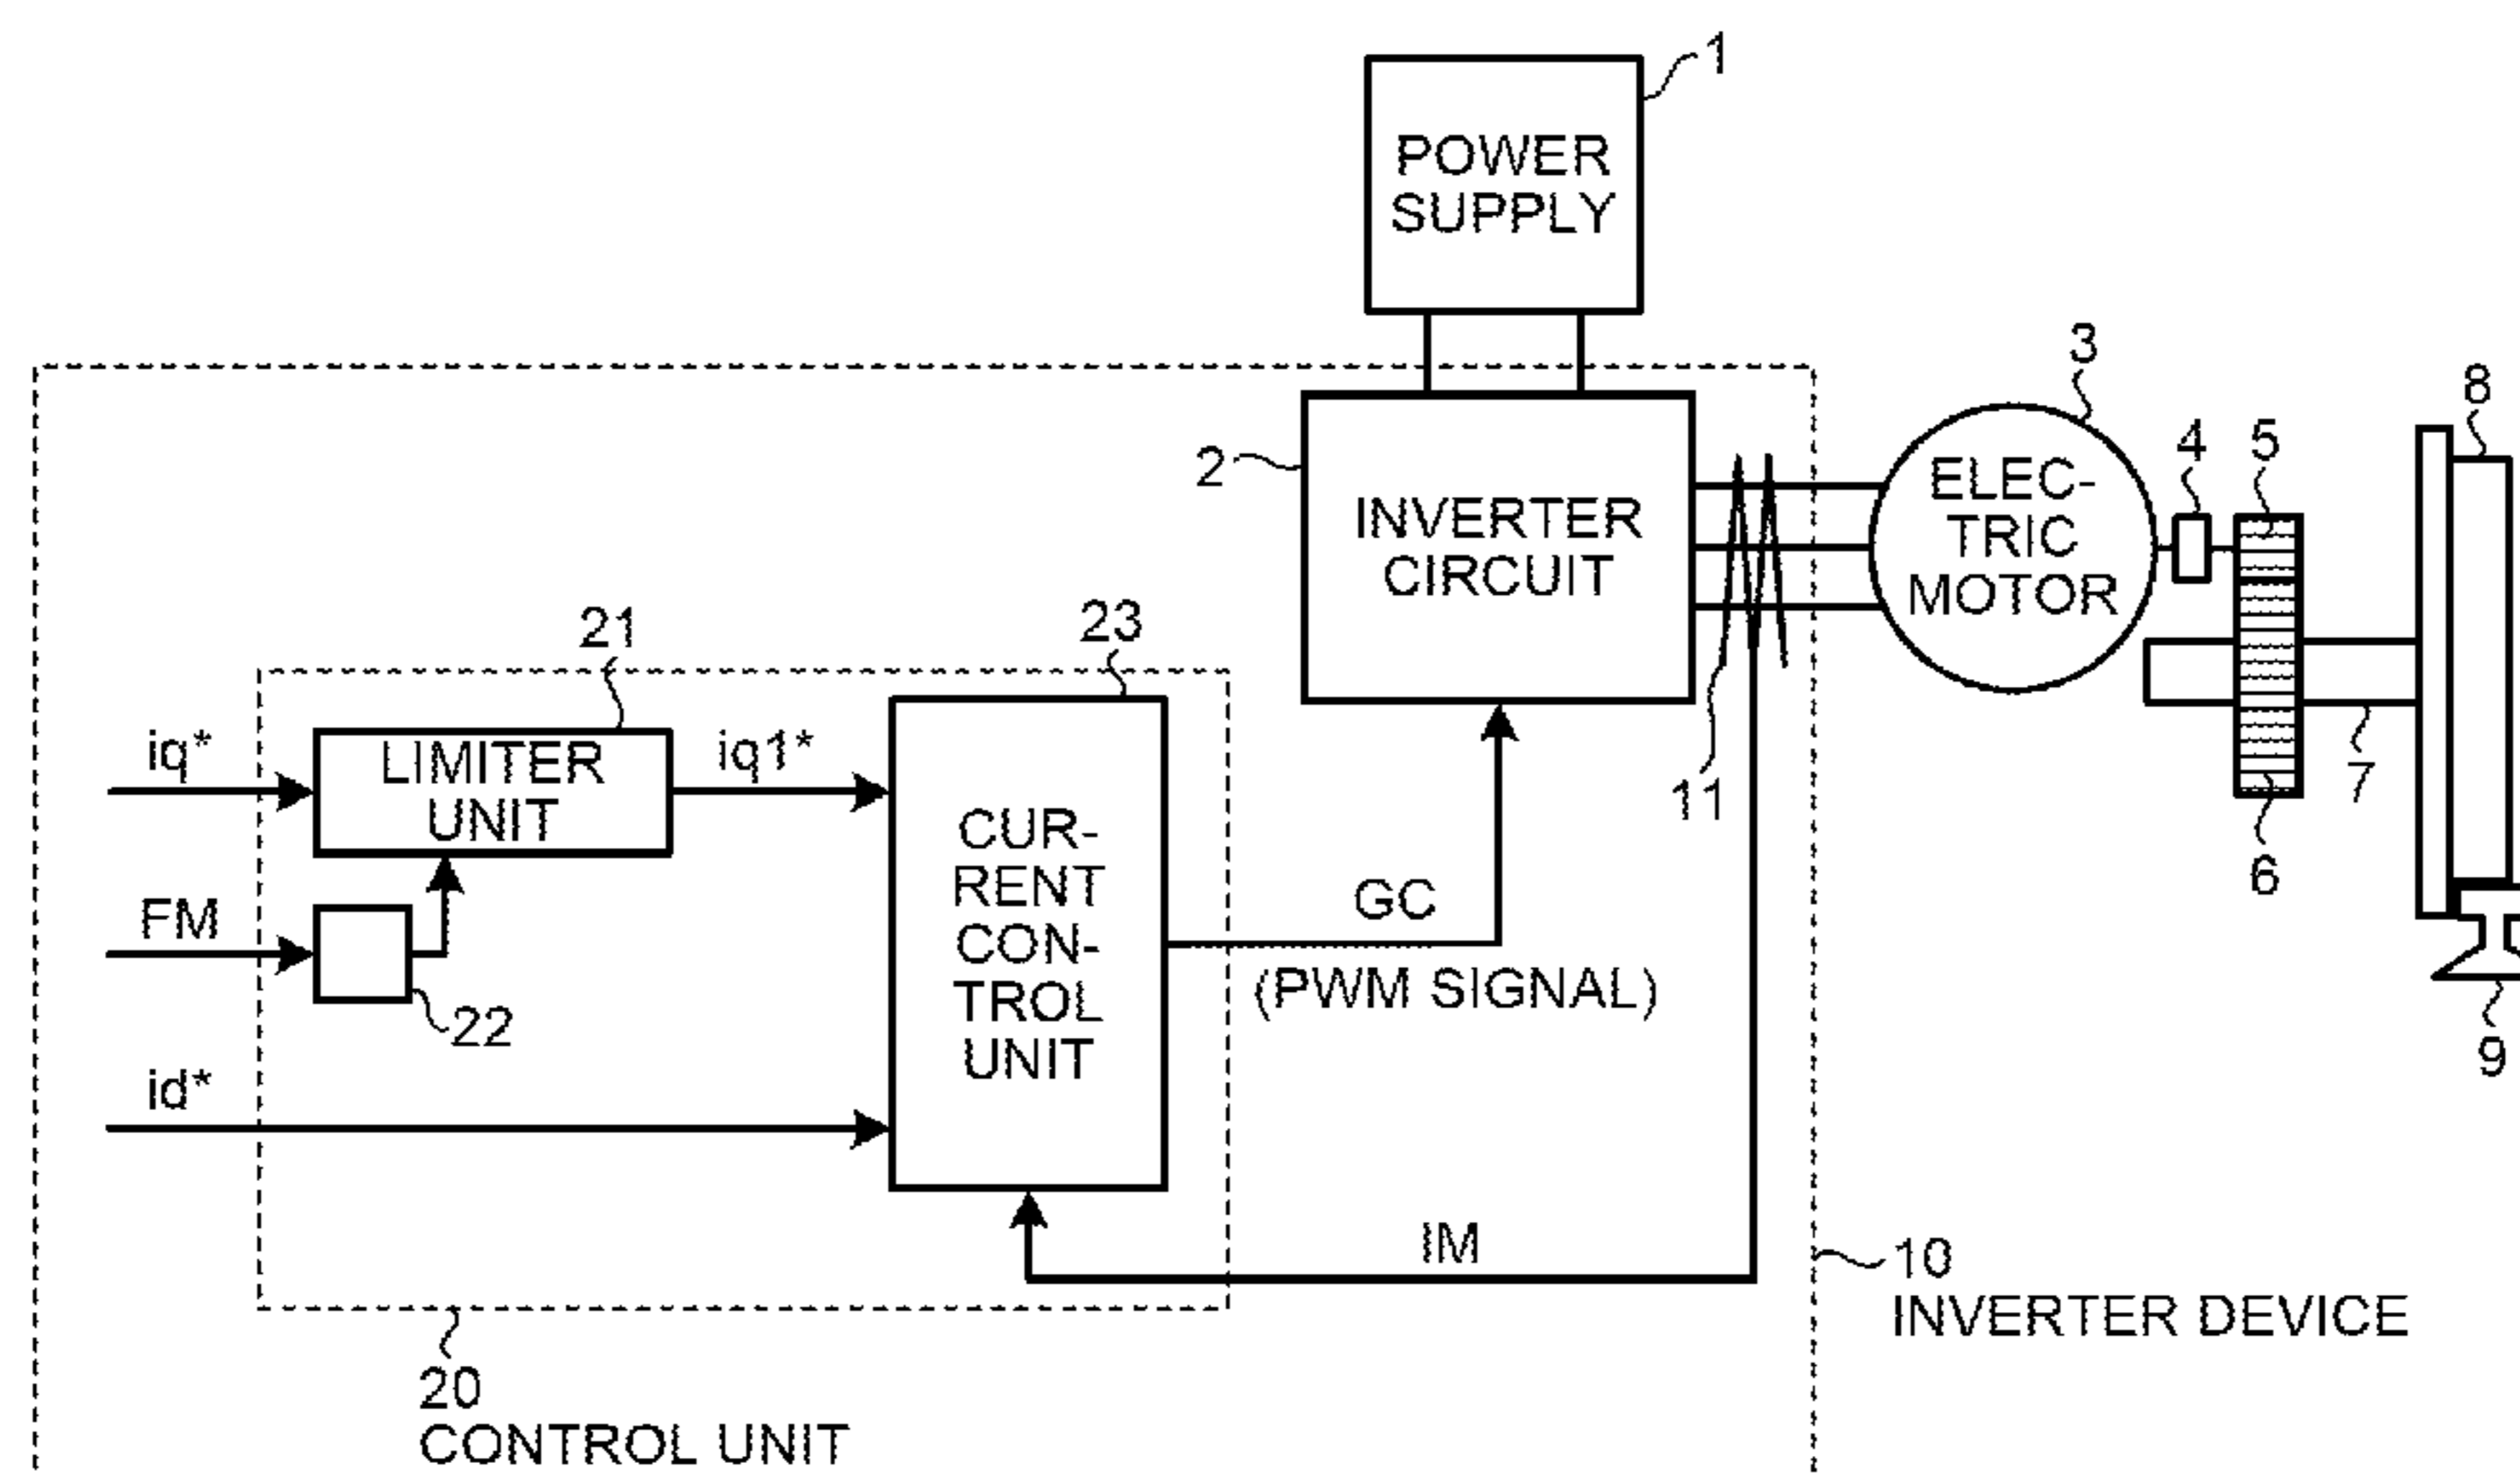 1
POWER
SUPPLY
3
8
2
4
5
ELEC-
TRIC
MOTOR
INVERTER
CIRCUIT
21
23
iq*
LIMITER
UNIT
iq1*
11
7
6
CUR-
RENT
CON-
TROL
UNIT
FM
22
GC
(PWM SIGNAL)
9
id*
IM
10
INVERTER DEVICE
20
CONTROL UNIT